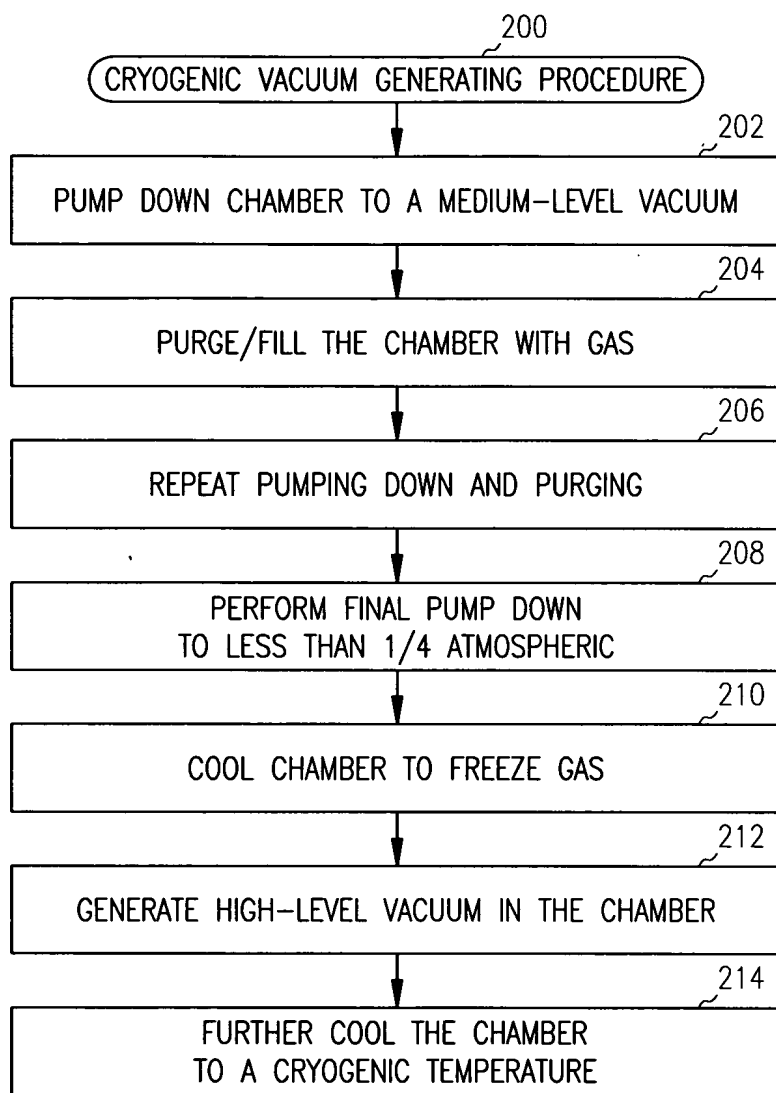 200
CRYOGENIC VACUUM GENERATING PROCEDURE
202
PUMP DOWN CHAMBER TO A MEDIUM-LEVEL VACUUM
204
PURGE/FILL THE CHAMBER WITH GAS
206
REPEAT PUMPING DOWN AND PURGING
208
PERFORM FINAL PUMP DOWN
TO LESS THAN 1/4 ATMOSPHERIC
210
COOL CHAMBER TO FREEZE GAS
212
GENERATE HIGH-LEVEL VACUUM IN THE CHAMBER
214
FURTHER COOL THE CHAMBER
TO A CRYOGENIC TEMPERATURE